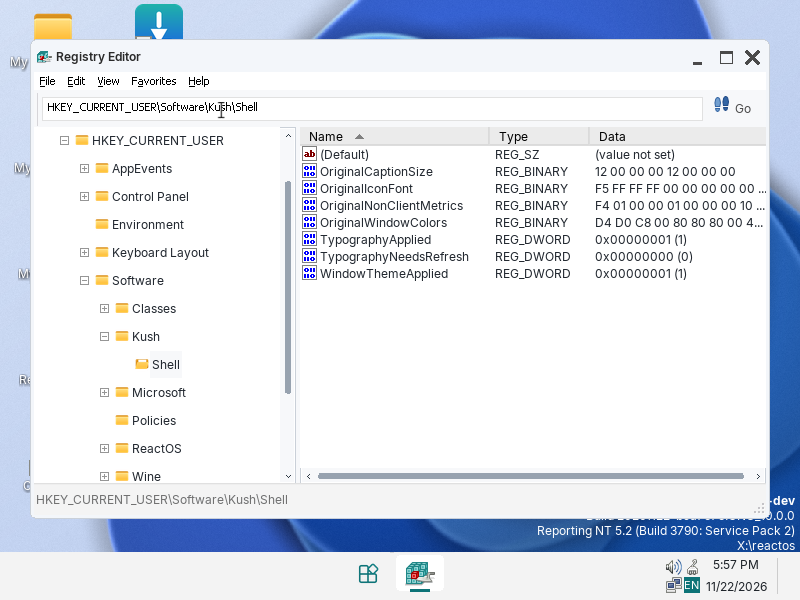 My
Registry Editor
File Edit View Favorites Help
HKEY_CURRENT_USER\Software\Kush\Shell
Go
HKEY_CURRENT_USER
AppEvents
Control Panel
Environment
Keyboard Layout
Software
Classes
Kush
Shell
Microsoft
Policies
ReactOS
Wine
Name Type Data
(Default) REG_SZ (value not set)
OriginalCaptionSize REG_BINARY 12 00 00 00 12 00 00 00
OriginalIconFont REG_BINARY F5 FF FF FF 00 00 00 00 00 ...
OriginalNonClientMetrics REG_BINARY F4 01 00 00 01 00 00 00 10 ...
OriginalWindowColors REG_BINARY D4 D0 C8 00 80 80 80 00 4...
TypographyApplied REG_DWORD 0x00000001 (1)
TypographyNeedsRefresh REG_DWORD 0x00000000 (0)
WindowThemeApplied REG_DWORD 0x00000001 (1)
HKEY_CURRENT_USER\Software\Kush\Shell
-dev
Reporting NT 5.2 (Build 3790: Service Pack 2)
X:\reactos
5:57 PM
EN 11/22/2026